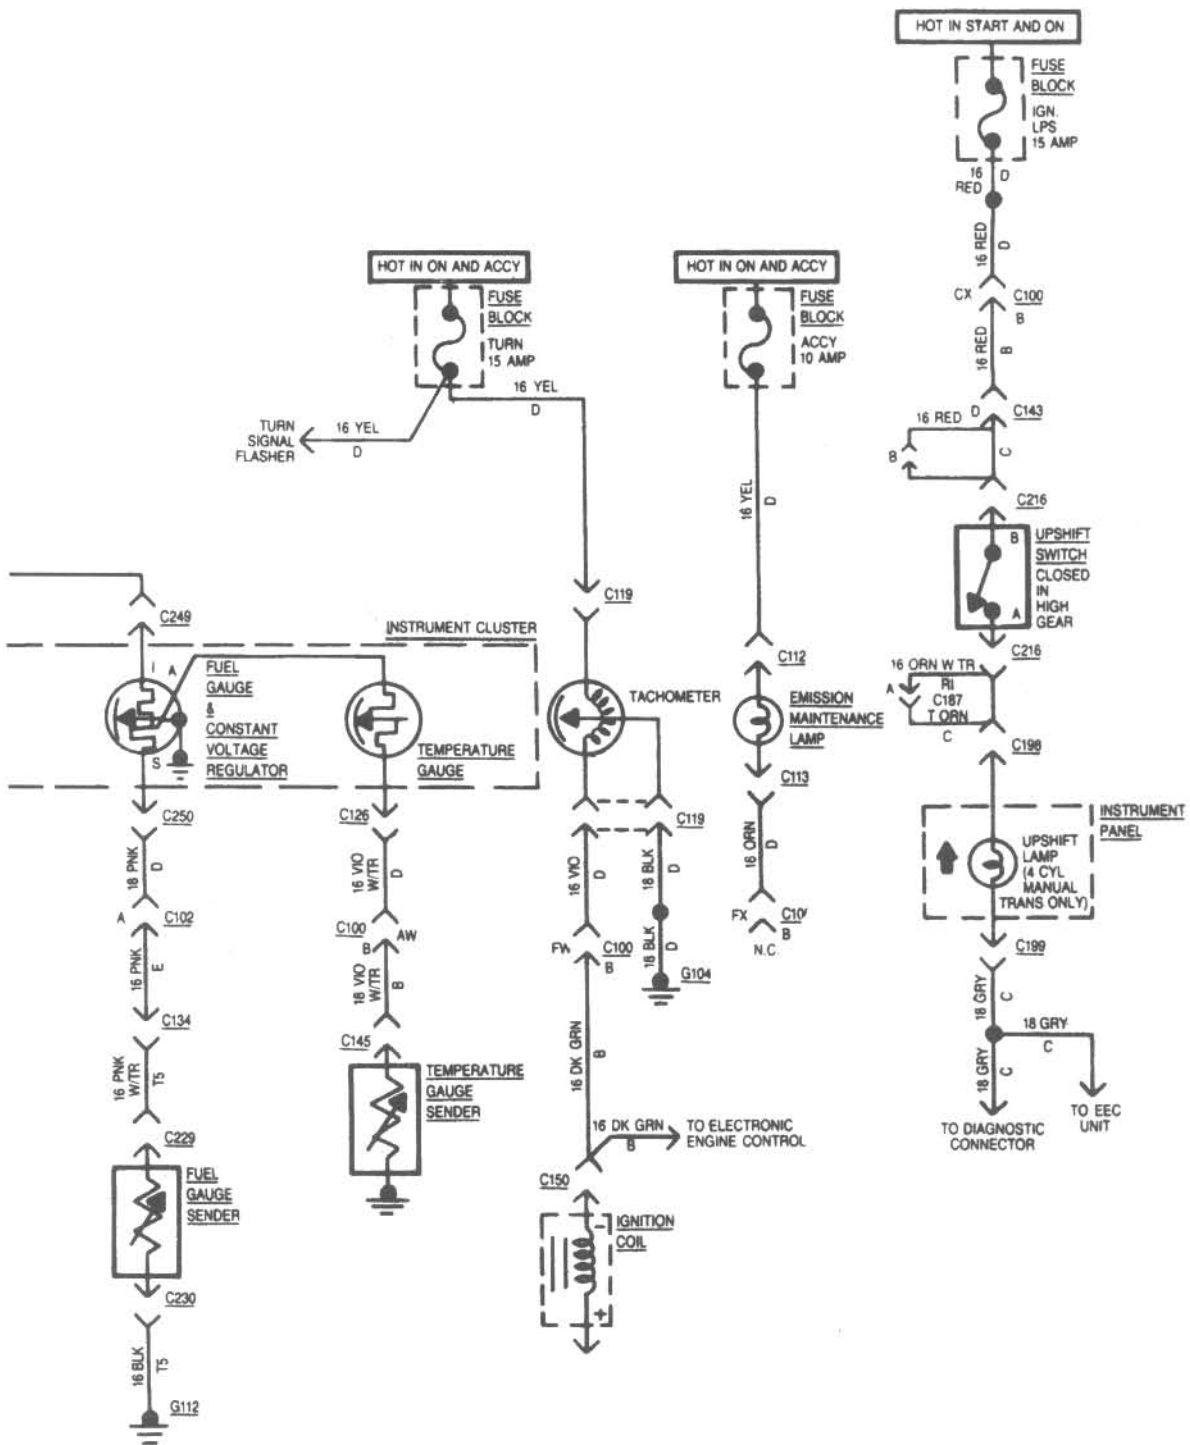 HOT IN START AND ON
FUSE
BLOCK
IGN.
LPS
15 AMP
16
RED
D
16 RED
D
CX
C100
B
16 RED
B
D
C143
16 RED
B
C
C216
B
UPSHIFT
SWITCH
CLOSED
IN
HIGH
GEAR
A
C216
16 ORN W TR
A
RI
C187
T ORN
C
C198
INSTRUMENT
PANEL
UPSHIFT
LAMP
(4 CYL
MANUAL
TRANS ONLY)
C199
18 GRY
C
18 GRY
C
18 GRY
C
TO DIAGNOSTIC
CONNECTOR
TO EEC
UNIT
HOT IN ON AND ACCY
FUSE
BLOCK
TURN
15 AMP
16 YEL
D
TURN
SIGNAL
FLASHER
16 YEL
D
C119
TACHOMETER
C119
16 VIO
D
18 BLK
D
FW
C100
B
18 BLK
D
G104
16 DK GRN
B
16 DK GRN
B
TO ELECTRONIC
ENGINE CONTROL
C150
-
IGNITION
COIL
+
HOT IN ON AND ACCY
FUSE
BLOCK
ACCY
10 AMP
16 YEL
D
C112
EMISSION
MAINTENANCE
LAMP
C113
16 ORN
D
FX
B
N.C.
C249
INSTRUMENT CLUSTER
I
A
FUEL
GAUGE
&
CONSTANT
VOLTAGE
REGULATOR
S
TEMPERATURE
GAUGE
C250
18 PNK
D
A
C102
16 PNK
E
C134
16 PNK
W/TR
T5
C229
FUEL
GAUGE
SENDER
C230
16 BLK
T5
G112
C126
16 VIO
W/TR
D
C100
AW
B
18 VIO
W/TR
B
C145
TEMPERATURE
GAUGE
SENDER